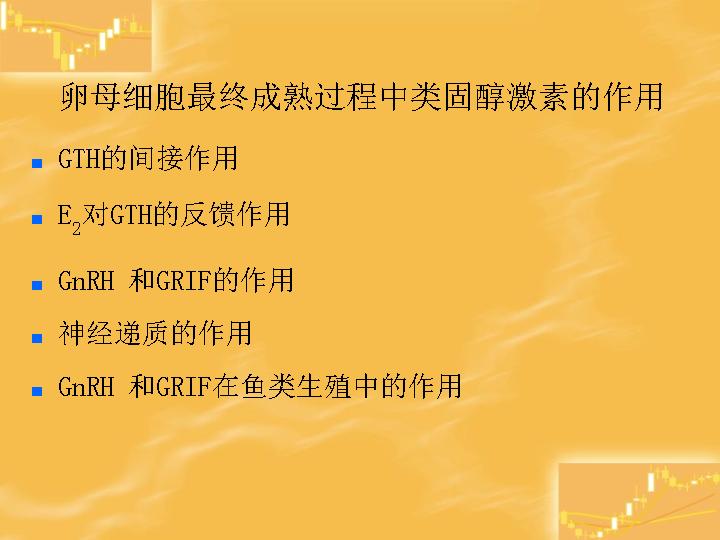 卵母细胞最终成熟过程中类固醇激素的作用
GTH的间接作用
E2对GTH的反馈作用
GnRH 和GRIF的作用
神经递质的作用
GnRH 和GRIF在鱼类生殖中的作用